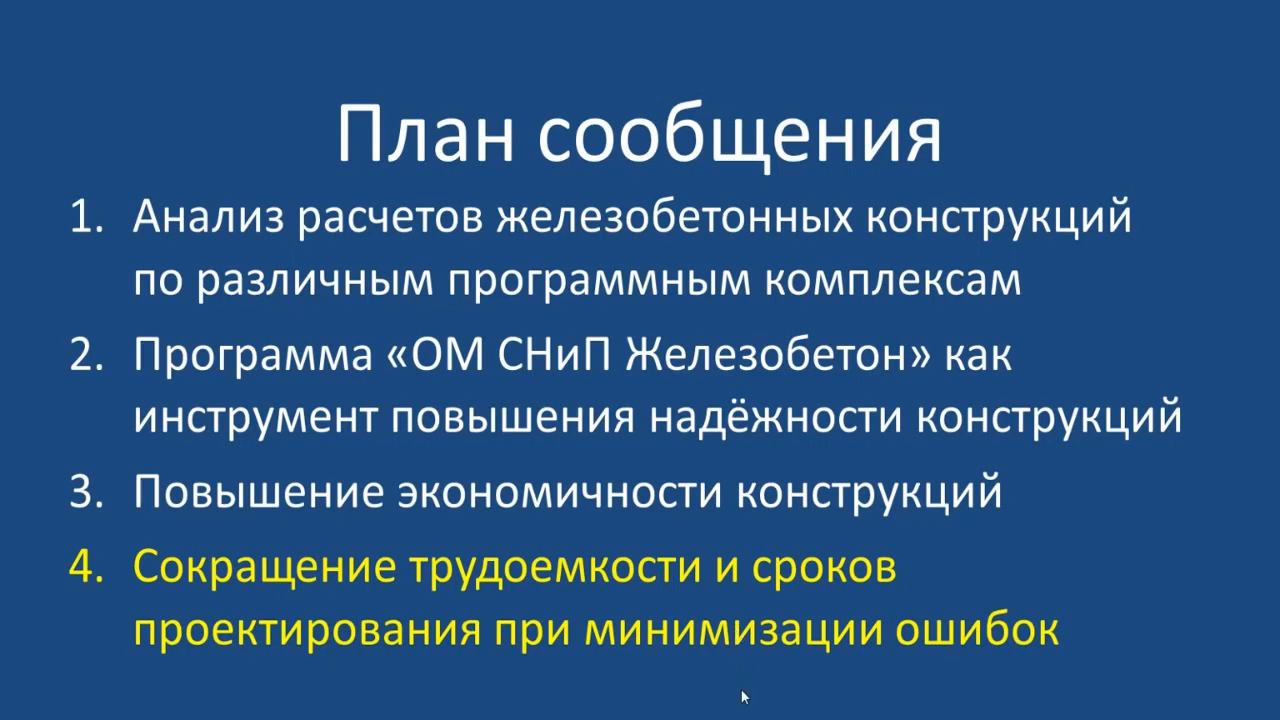 План сообщения
1. Анализ расчетов железобетонных конструкций
по различным программным комплексам
2. Программа «ОМ СНиП Железобетон» как
инструмент повышения надёжности конструкций
3. Повышение экономичности конструкций
4. Сокращение трудоемкости и сроков
проектирования при минимизации ошибок